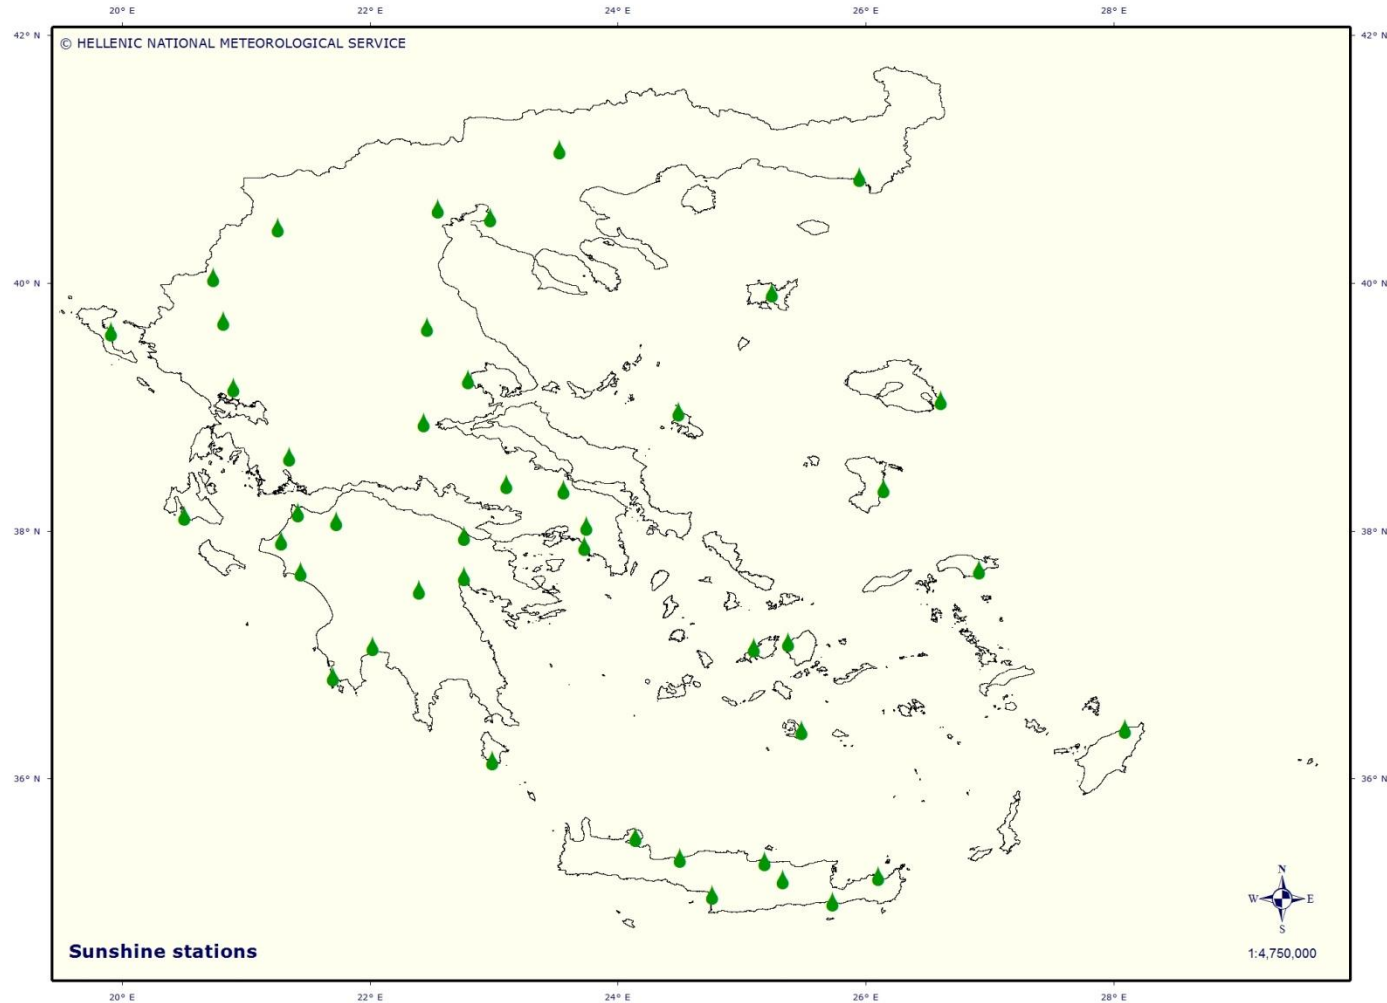 20° E 22° E 24° E 26° E 28° E
42° N 42° N
© HELLENIC NATIONAL METEOROLOGICAL SERVICE
40° N 40° N
38° N 38° N
36° N 36° N
N
W E
S
Sunshine stations
1:4,750,000
20° E 22° E 24° E 26° E 28° E